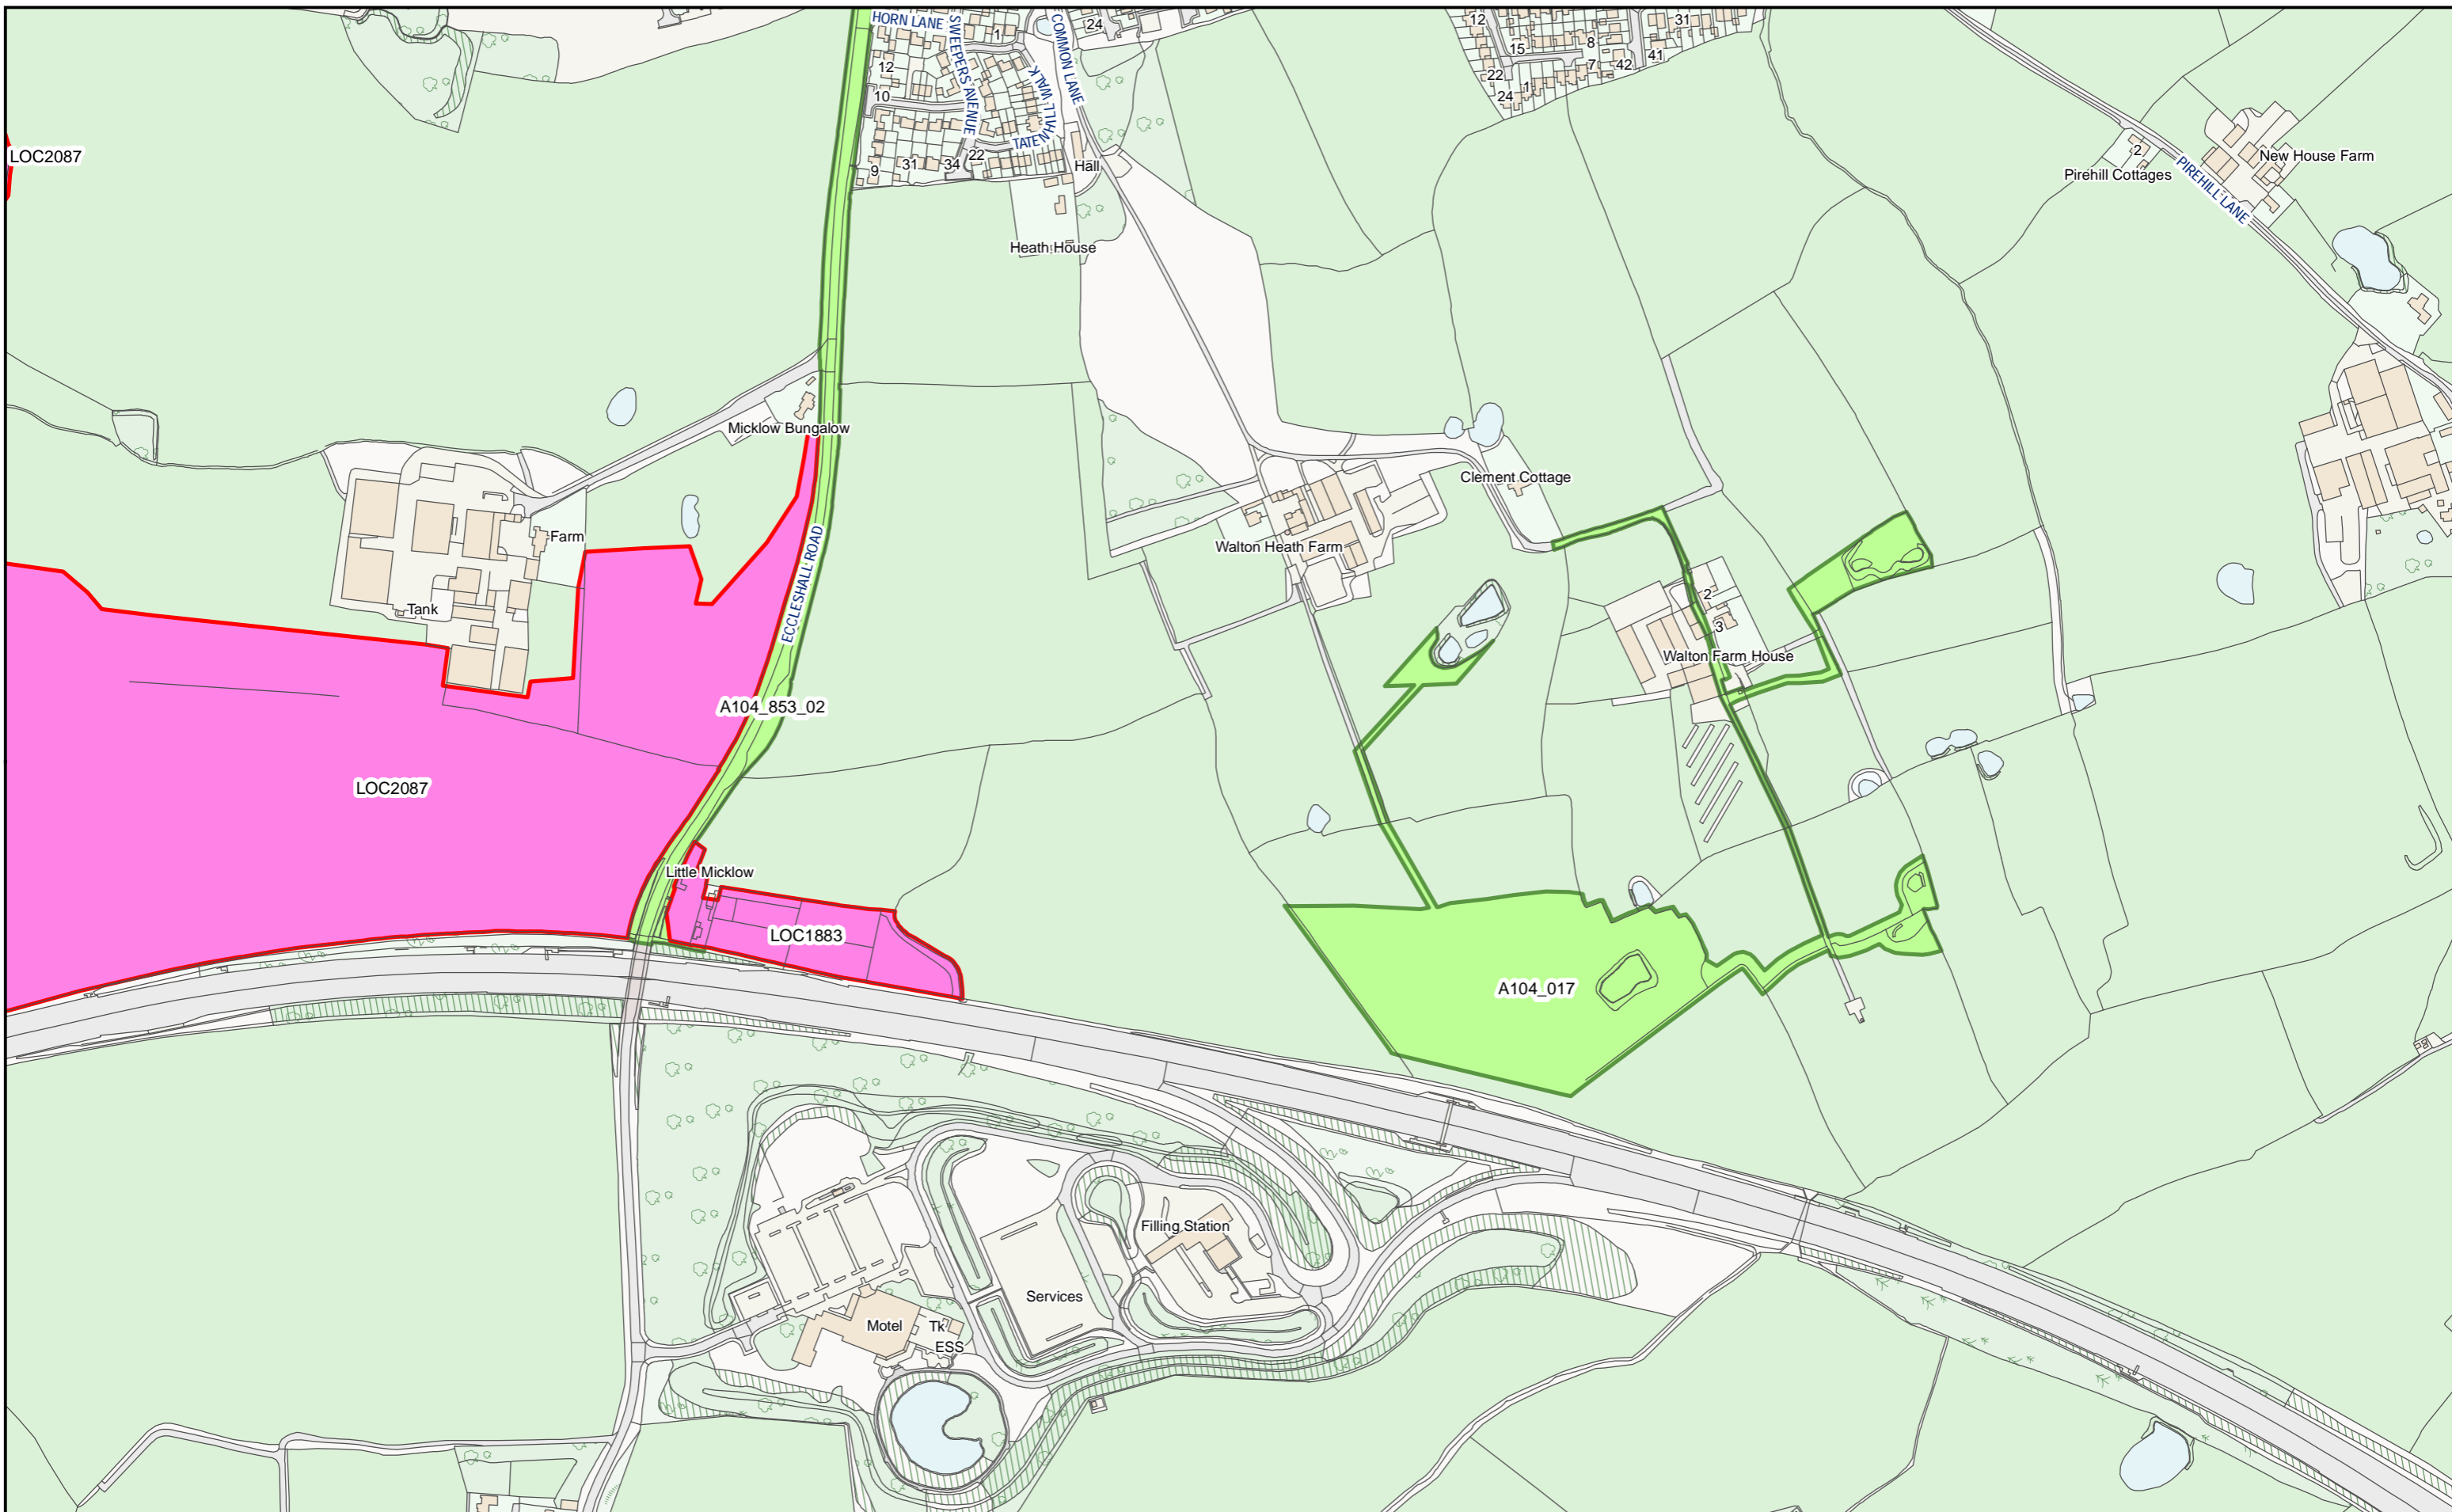 HORN LANE
SWEEPERS AVENUE
1
COMMON LANE
24
12
15
8
31
41
7
42
22
1
24
12
10
TATE
HALL WALK
22
34
31
9
Hall
Heath House
2
Pirehill Cottages
PIREHILL LANE
New House Farm
LOC2087
Micklow Bungalow
Clement Cottage
Walton Heath Farm
Farm
Tank
ECCLESHALL ROAD
2
3
Walton Farm House
A104_853_02
LOC2087
Little Micklow
LOC1883
A104_017
Filling Station
Services
Motel
Tk
ESS